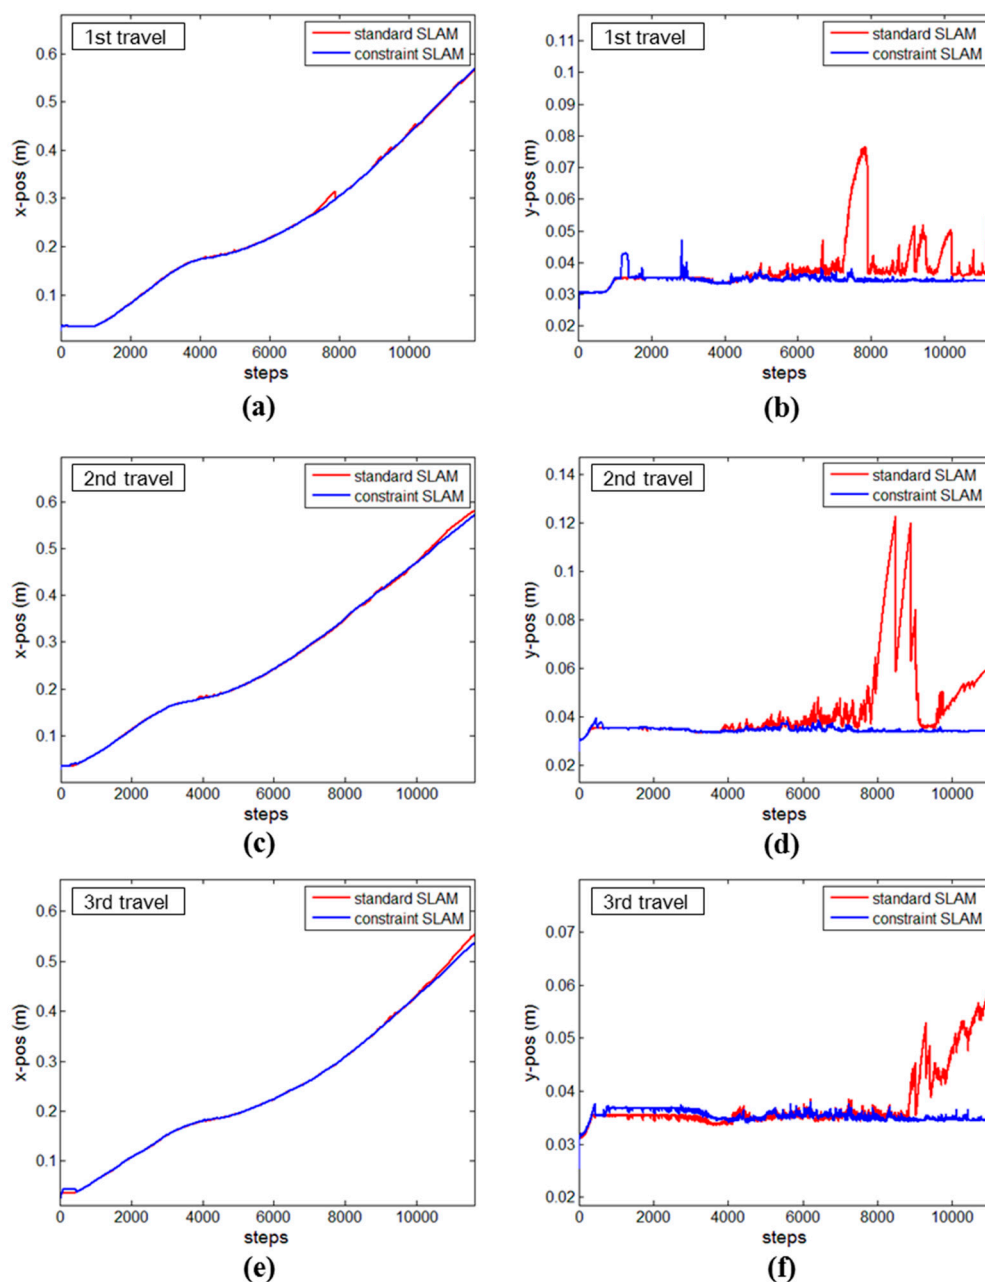 1st travel
standard SLAM
constraint SLAM
0.6
0.5
0.4
0.3
0.2
0.1
x-pos (m)
0 2000 4000 6000 8000 10000
steps
(a)
1st travel
standard SLAM
constraint SLAM
0.11
0.1
0.09
0.08
0.07
0.06
0.05
0.04
0.03
0.02
y-pos (m)
0 2000 4000 6000 8000 10000
steps
(b)
2nd travel
standard SLAM
constraint SLAM
0.6
0.5
0.4
0.3
0.2
0.1
x-pos (m)
0 2000 4000 6000 8000 10000
steps
(c)
2nd travel
standard SLAM
constraint SLAM
0.14
0.12
0.1
0.08
0.06
0.04
0.02
y-pos (m)
0 2000 4000 6000 8000 10000
steps
(d)
3rd travel
standard SLAM
constraint SLAM
0.6
0.5
0.4
0.3
0.2
0.1
x-pos (m)
0 2000 4000 6000 8000 10000
steps
(e)
3rd travel
standard SLAM
constraint SLAM
0.07
0.06
0.05
0.04
0.03
0.02
y-pos (m)
0 2000 4000 6000 8000 10000
steps
(f)